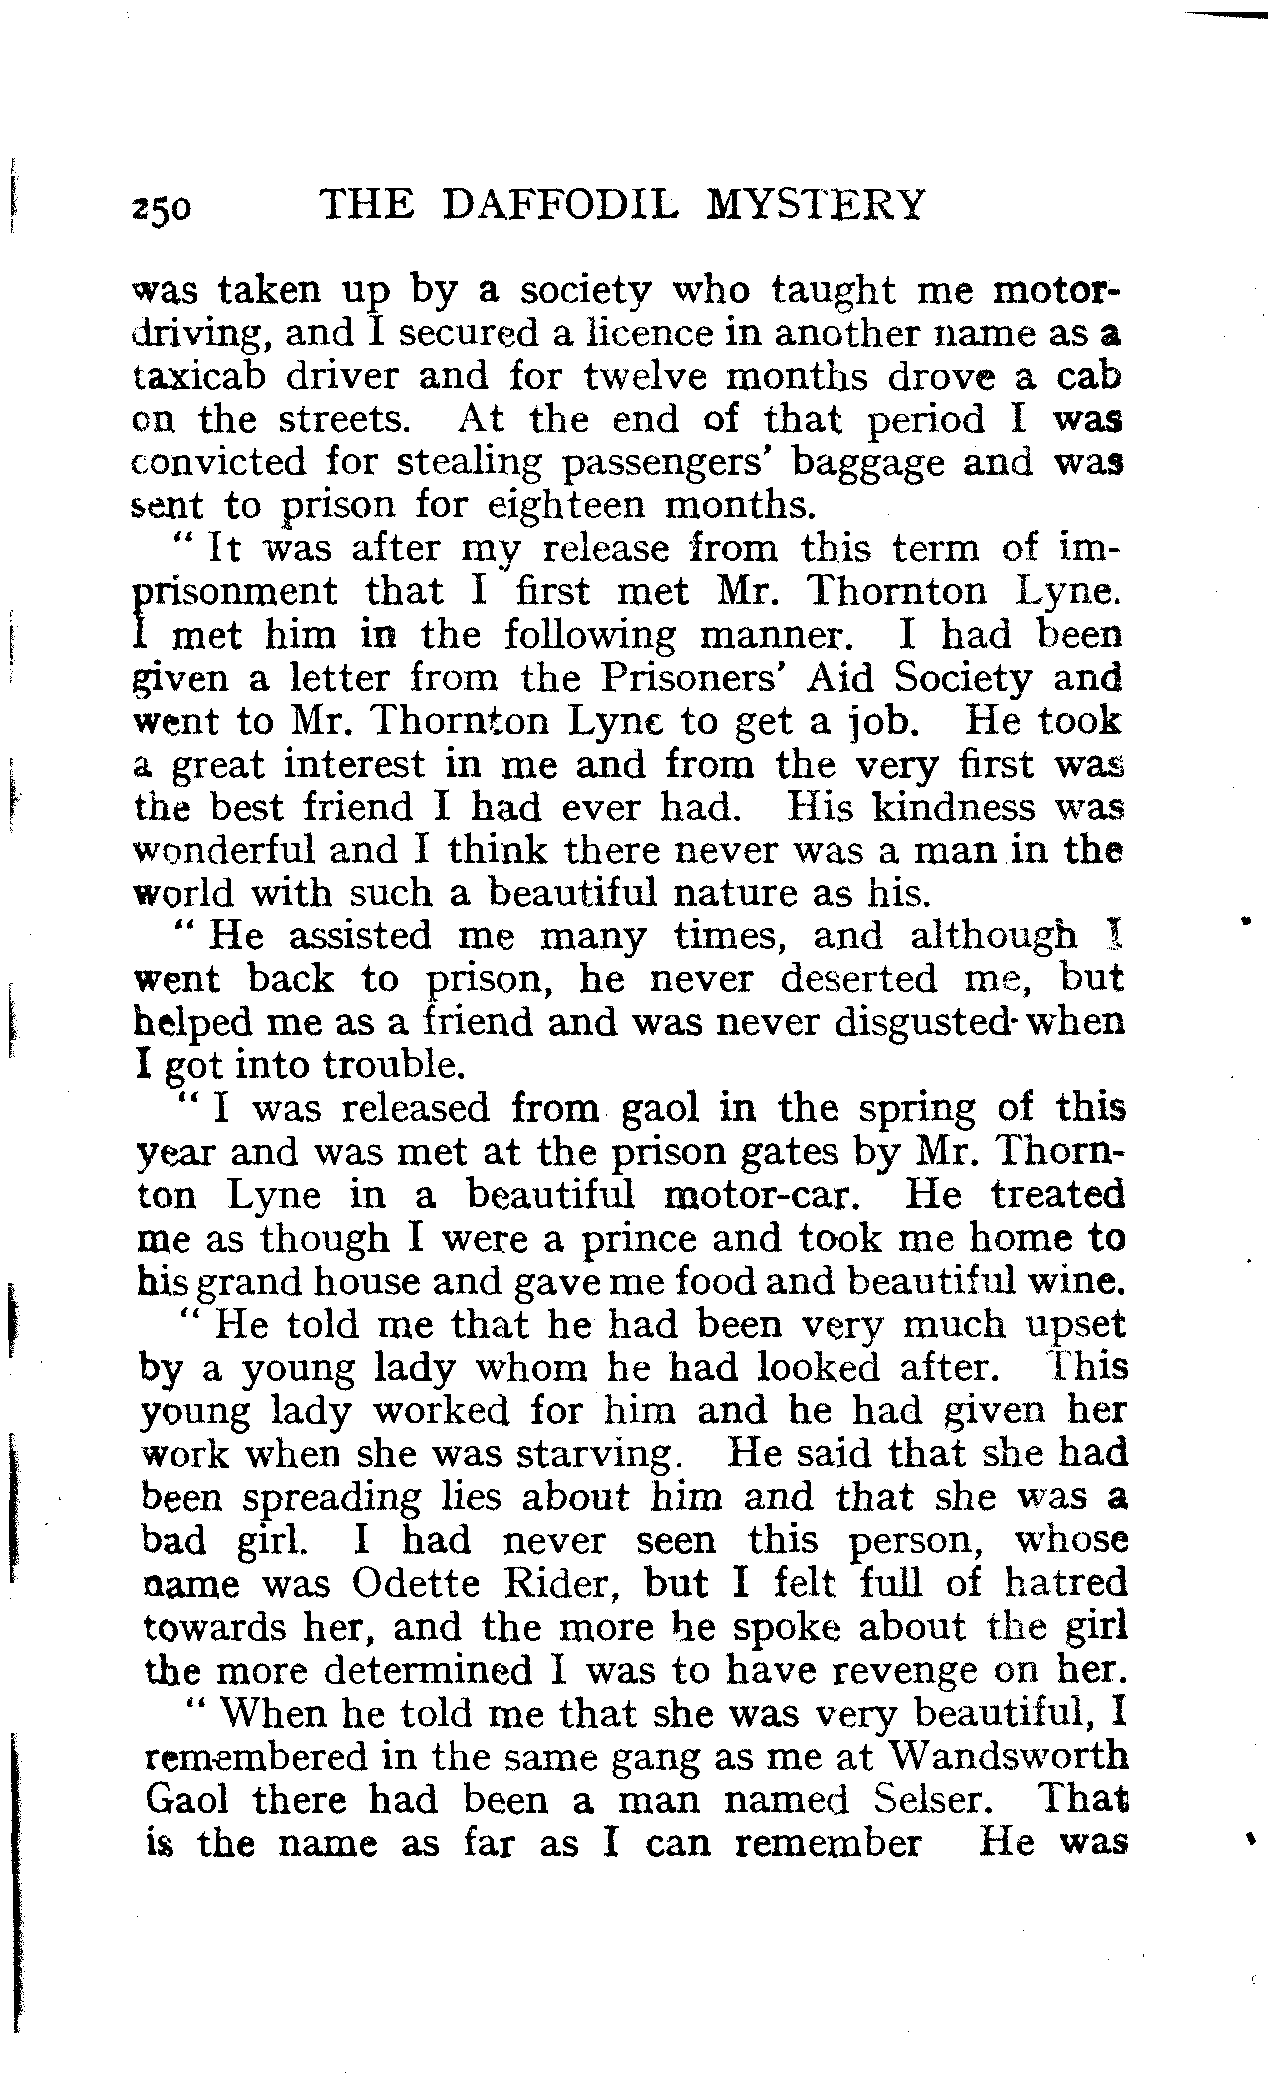 250 THE DAFFODIL MYSTERY
was taken up by a society who taught me motor-
driving, and I secured a licence in another name as a
taxicab driver and for twelve months drove a cab
on the streets. At the end of that period I was
convicted for stealing passengers' baggage and was
sent to prison for eighteen months.
" It was after my release from this term of im-
prisonment that I first met Mr. Thornton Lyne.
I met him in the following manner. I had been
given a letter from the Prisoners' Aid Society and
went to Mr. Thornton Lyne to get a job. He took
a great interest in me and from the very first was
the best friend I had ever had. His kindness was
wonderful and I think there never was a man in the
world with such a beautiful nature as his.
" He assisted me many times, and although I
went back to prison, he never deserted me, but
helped me as a friend and was never disgusted when
I got into trouble.
" I was released from gaol in the spring of this
year and was met at the prison gates by Mr. Thorn-
ton Lyne in a beautiful motor-car. He treated
me as though I were a prince and took me home to
his grand house and gave me food and beautiful wine.
" He told me that he had been very much upset
by a young lady whom he had looked after. This
young lady worked for him and he had given her
work when she was starving. He said that she had
been spreading lies about him and that she was a
bad girl. I had never seen this person, whose
name was Odette Rider, but I felt full of hatred
towards her, and the more he spoke about the girl
the more determined I was to have revenge on her.
" When he told me that she was very beautiful, I
remembered in the same gang as me at Wandsworth
Gaol there had been a man named Selser. That
is the name as far as I can remember He was